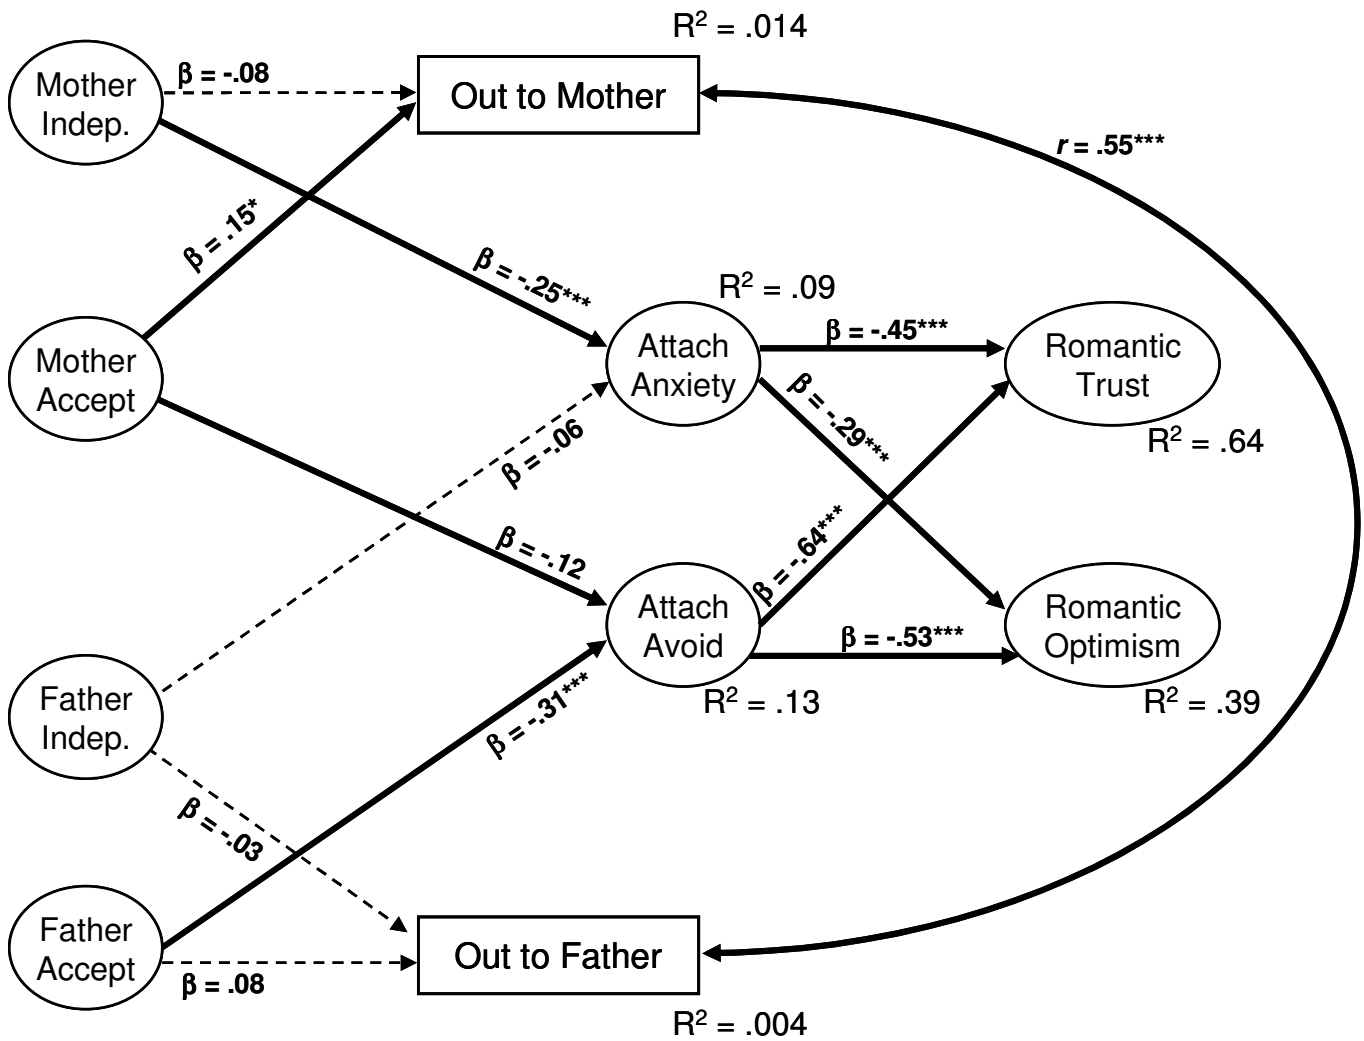 R² = .014
Mother
Indep.
β = -.08
Out to Mother
r = .55***
β = .15*
β = -.25***
R² = .09
Mother
Accept
Attach
Anxiety
β = -.45***
Romantic
Trust
R² = .64
β = -.29***
β = -.06
β = -.12
β = -.64***
Attach
Avoid
β = -.53***
Romantic
Optimism
R² = .13
R² = .39
Father
Indep.
β = -.31***
β = -.03
Father
Accept
β = .08
Out to Father
R² = .004